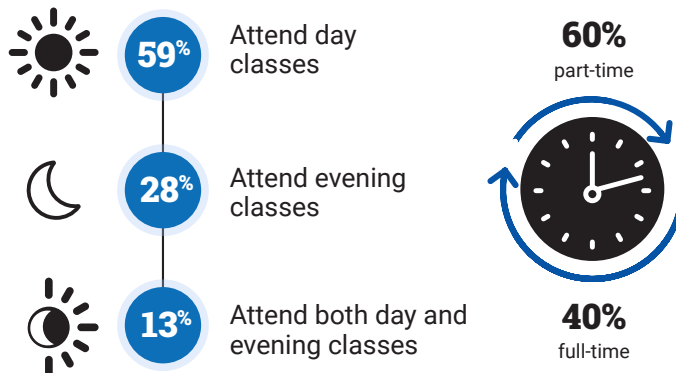 59%
Attend day
classes
28%
Attend evening
classes
13%
Attend both day and
evening classes
60%
part-time
40%
full-time